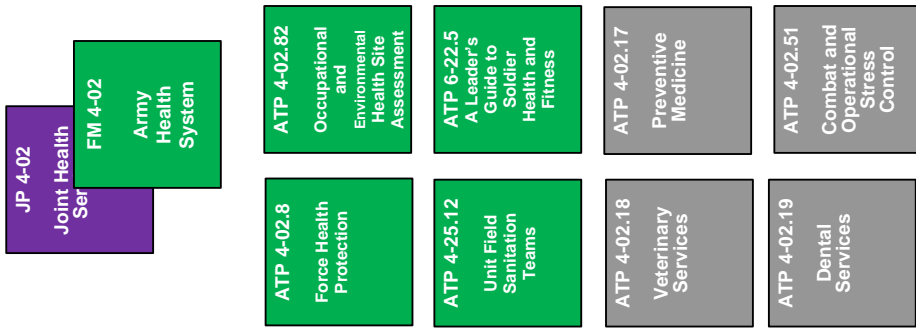 JP 4-02
Joint Health
FM 4-02
Army
Health
System
ATP 4-02.8
Force Health
Protection
ATP 4-02.82
Occupational
and
Environmental
Health Site
Assessment
ATP 4-25.12
Unit Field
Sanitation
Teams
ATP 6-22.5
A Leader's
Guide to
Soldier
Health and
Fitness
ATP 4-02.18
Veterinary
Services
ATP 4-02.17
Preventive
Medicine
ATP 4-02.19
Dental
Services
ATP 4-02.51
Combat and
Operational
Stress
Control